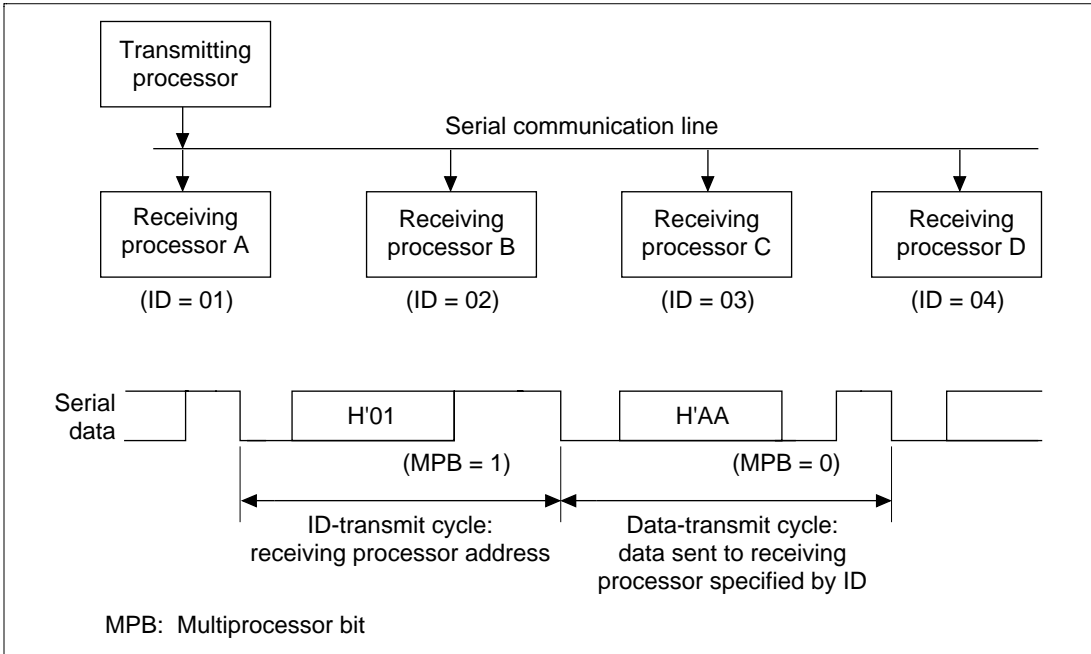 Transmitting
processor
Serial communication line
Receiving
processor A
Receiving
processor B
Receiving
processor C
Receiving
processor D
(ID = 01)
(ID = 02)
(ID = 03)
(ID = 04)
Serial
data
H'01
H'AA
(MPB = 1)
(MPB = 0)
ID-transmit cycle:
receiving processor address
Data-transmit cycle:
data sent to receiving
processor specified by ID
MPB: Multiprocessor bit